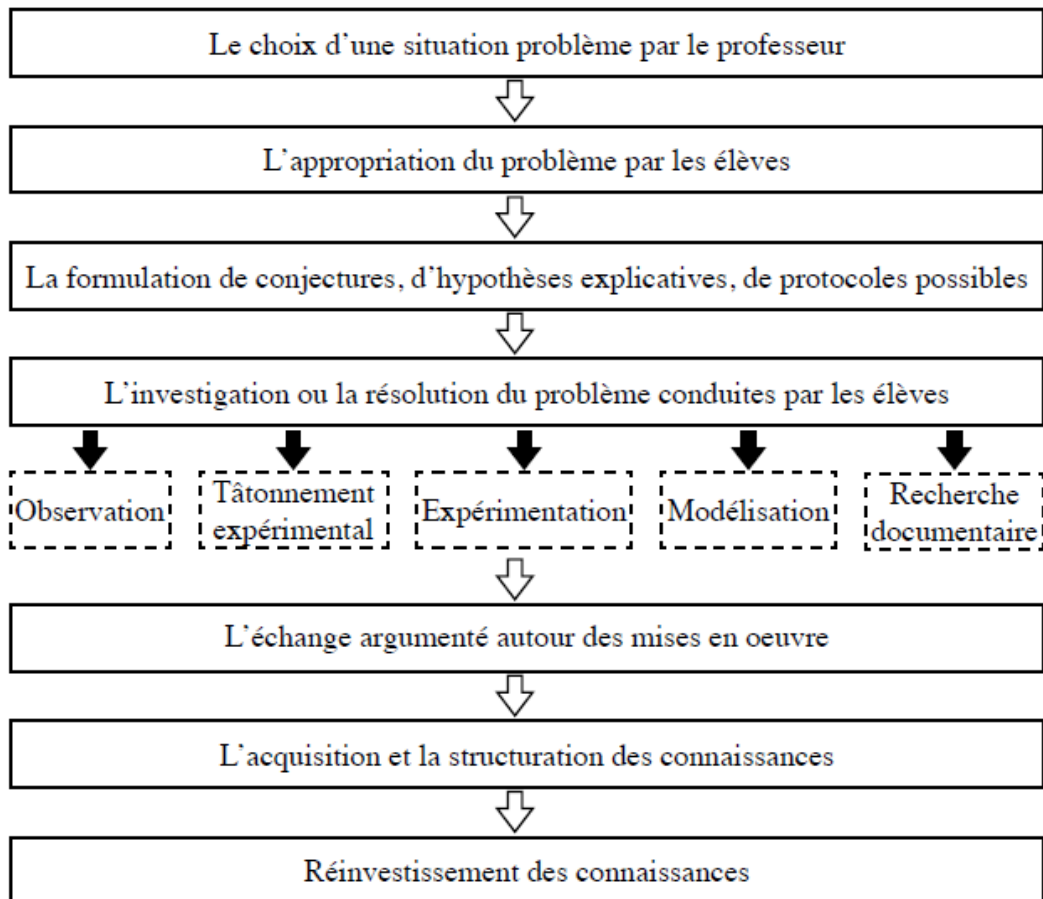 Le choix d'une situation problème par le professeur
L'appropriation du problème par les élèves
La formulation de conjectures, d'hypothèses explicatives, de protocoles possibles
L'investigation ou la résolution du problème conduites par les élèves
Observation
Tâtonnement
expérimental
Expérimentation
Modélisation
Recherche
documentaire
L'échange argumenté autour des mises en oeuvre
L'acquisition et la structuration des connaissances
Réinvestissement des connaissances